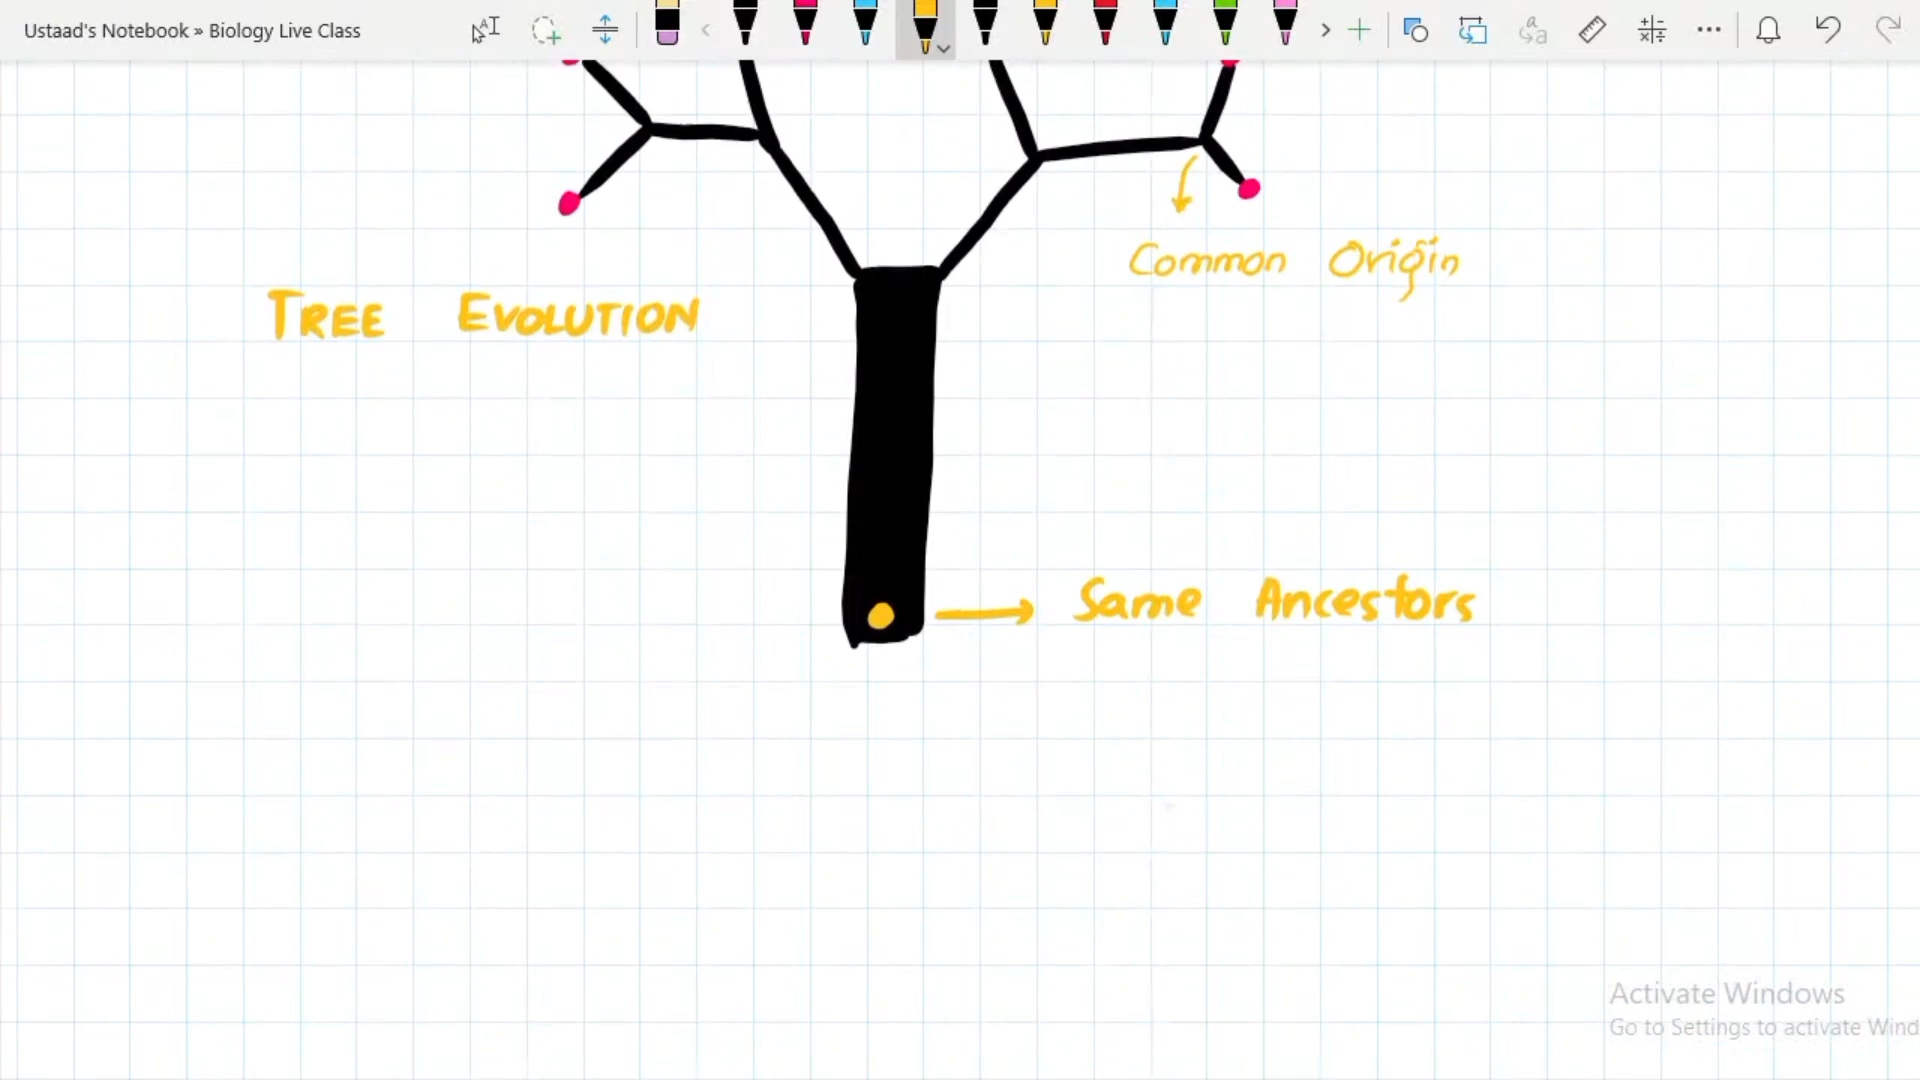 Ustaad's Notebook » Biology Live Class
Common Origin
TREE EVOLUTION
Same Ancestors
Activate Windows
Go to Settings to activate Wind